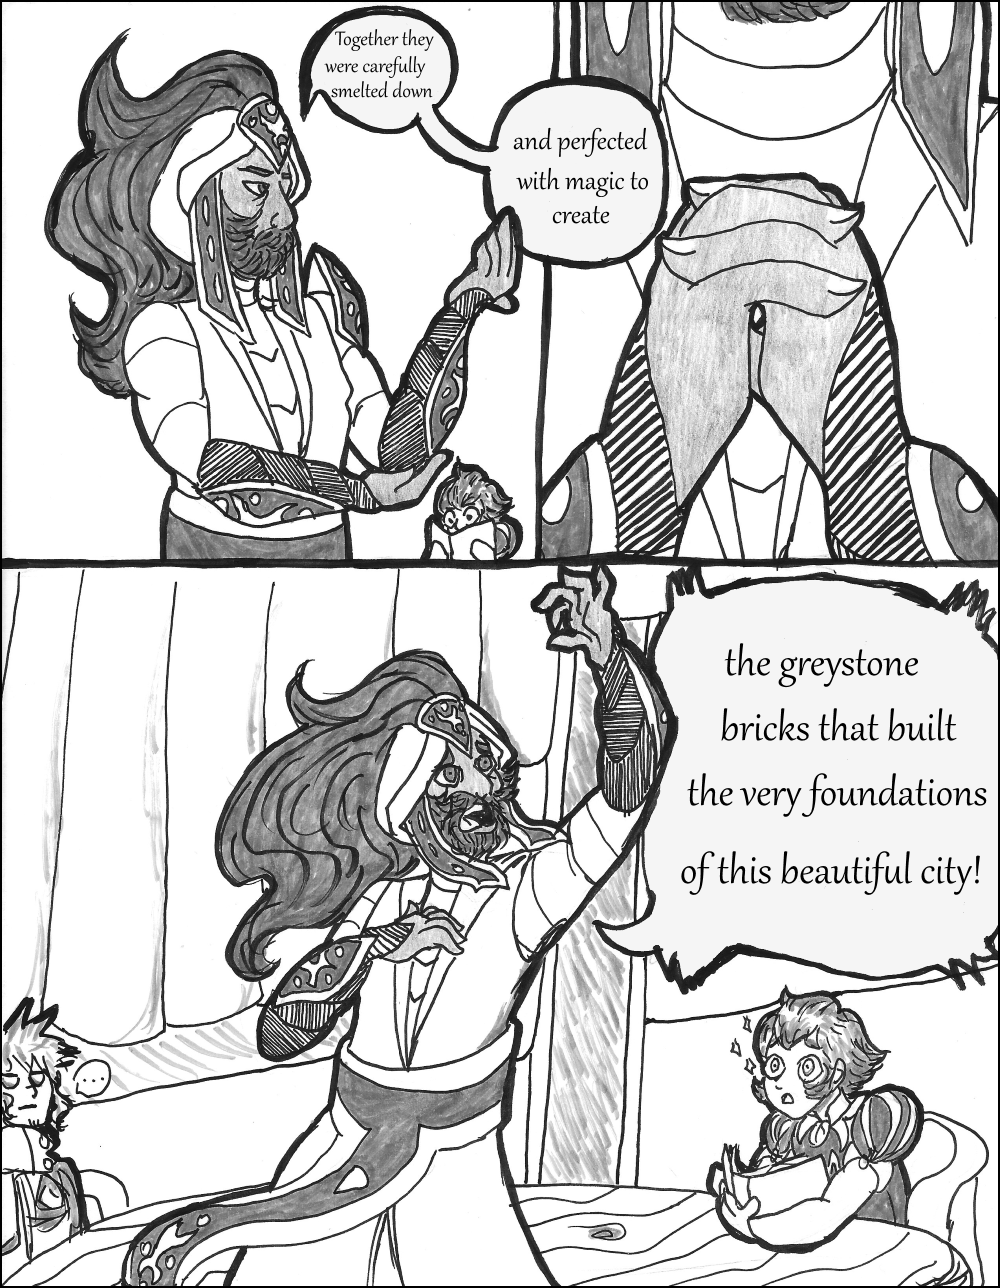 Together they
were carefully
smelted down
and perfected
with magic to
create
the greystone
bricks that built
the very foundations
of this beautiful city!
...